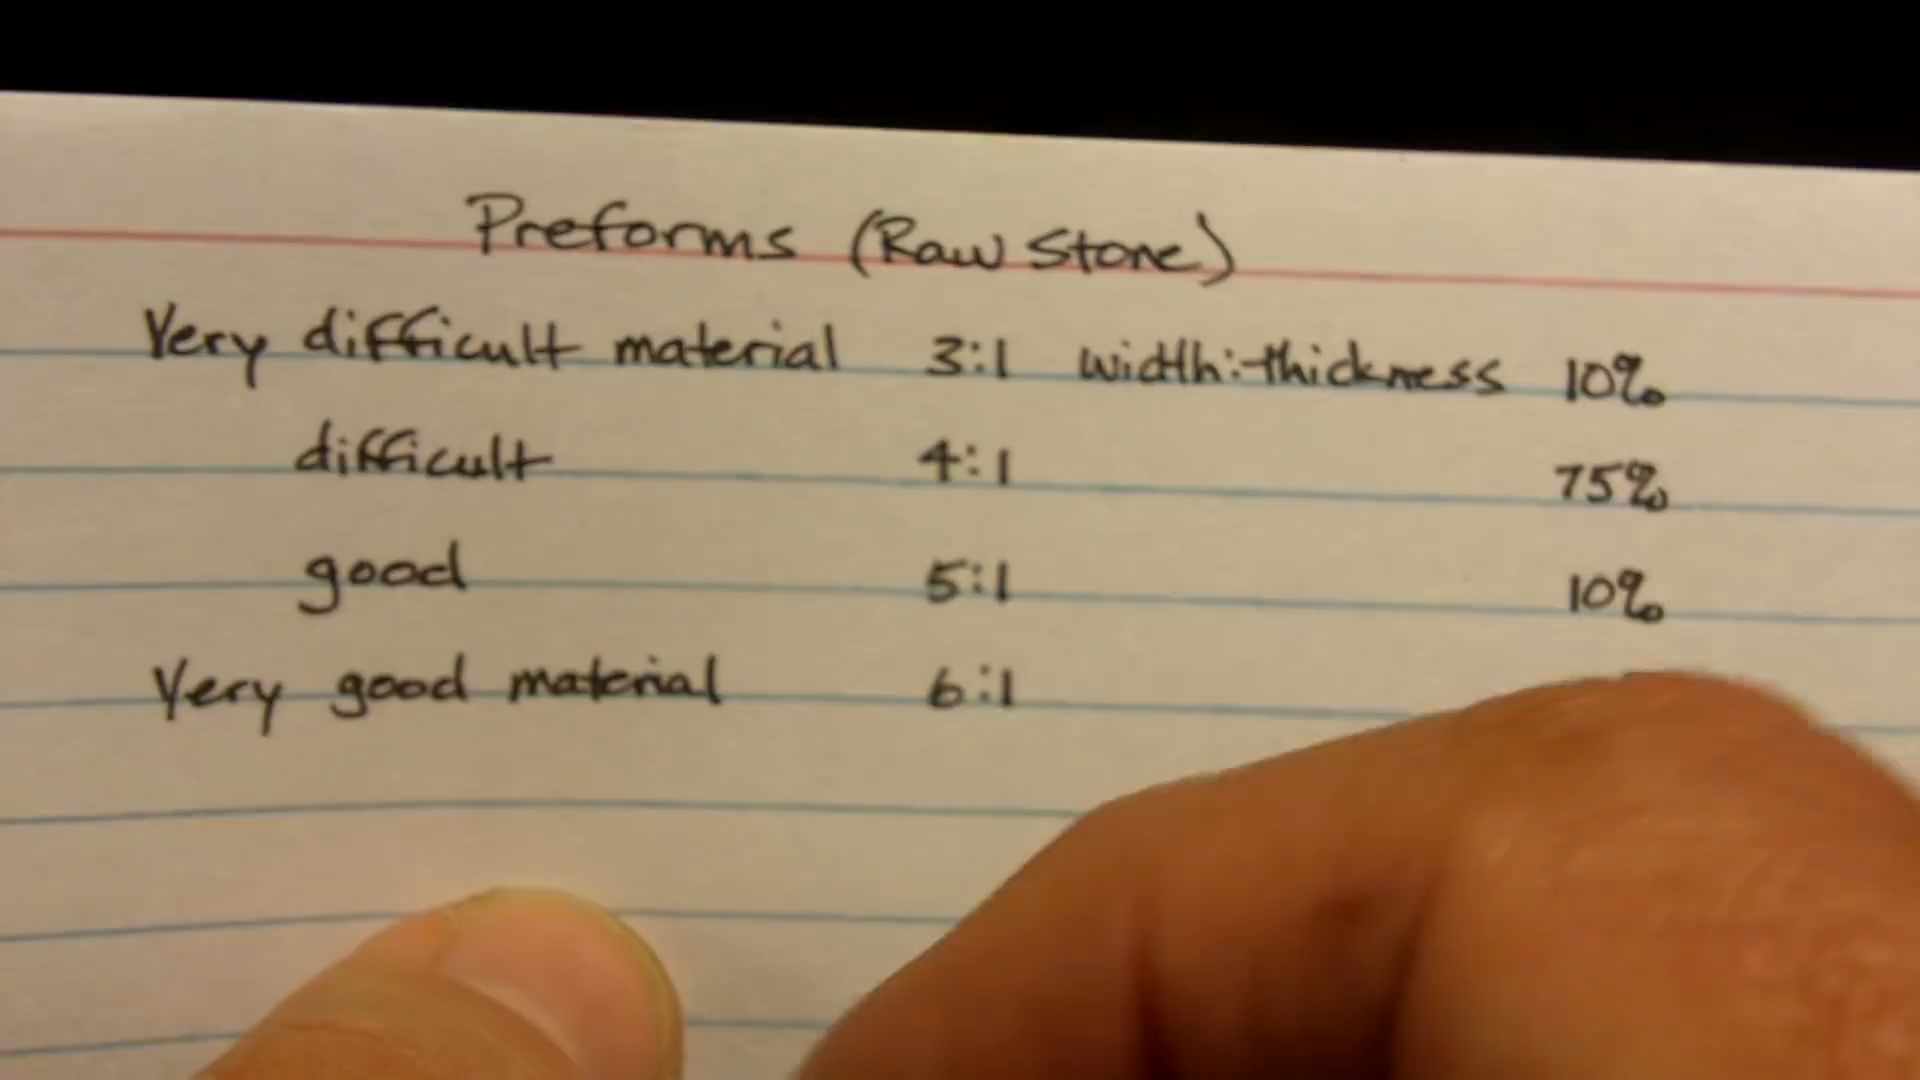 Preforms (Raw Stone)
Very difficult material 3:1 width:thickness 10%
difficult 4:1 75%
good 5:1 10%
Very good material 6:1